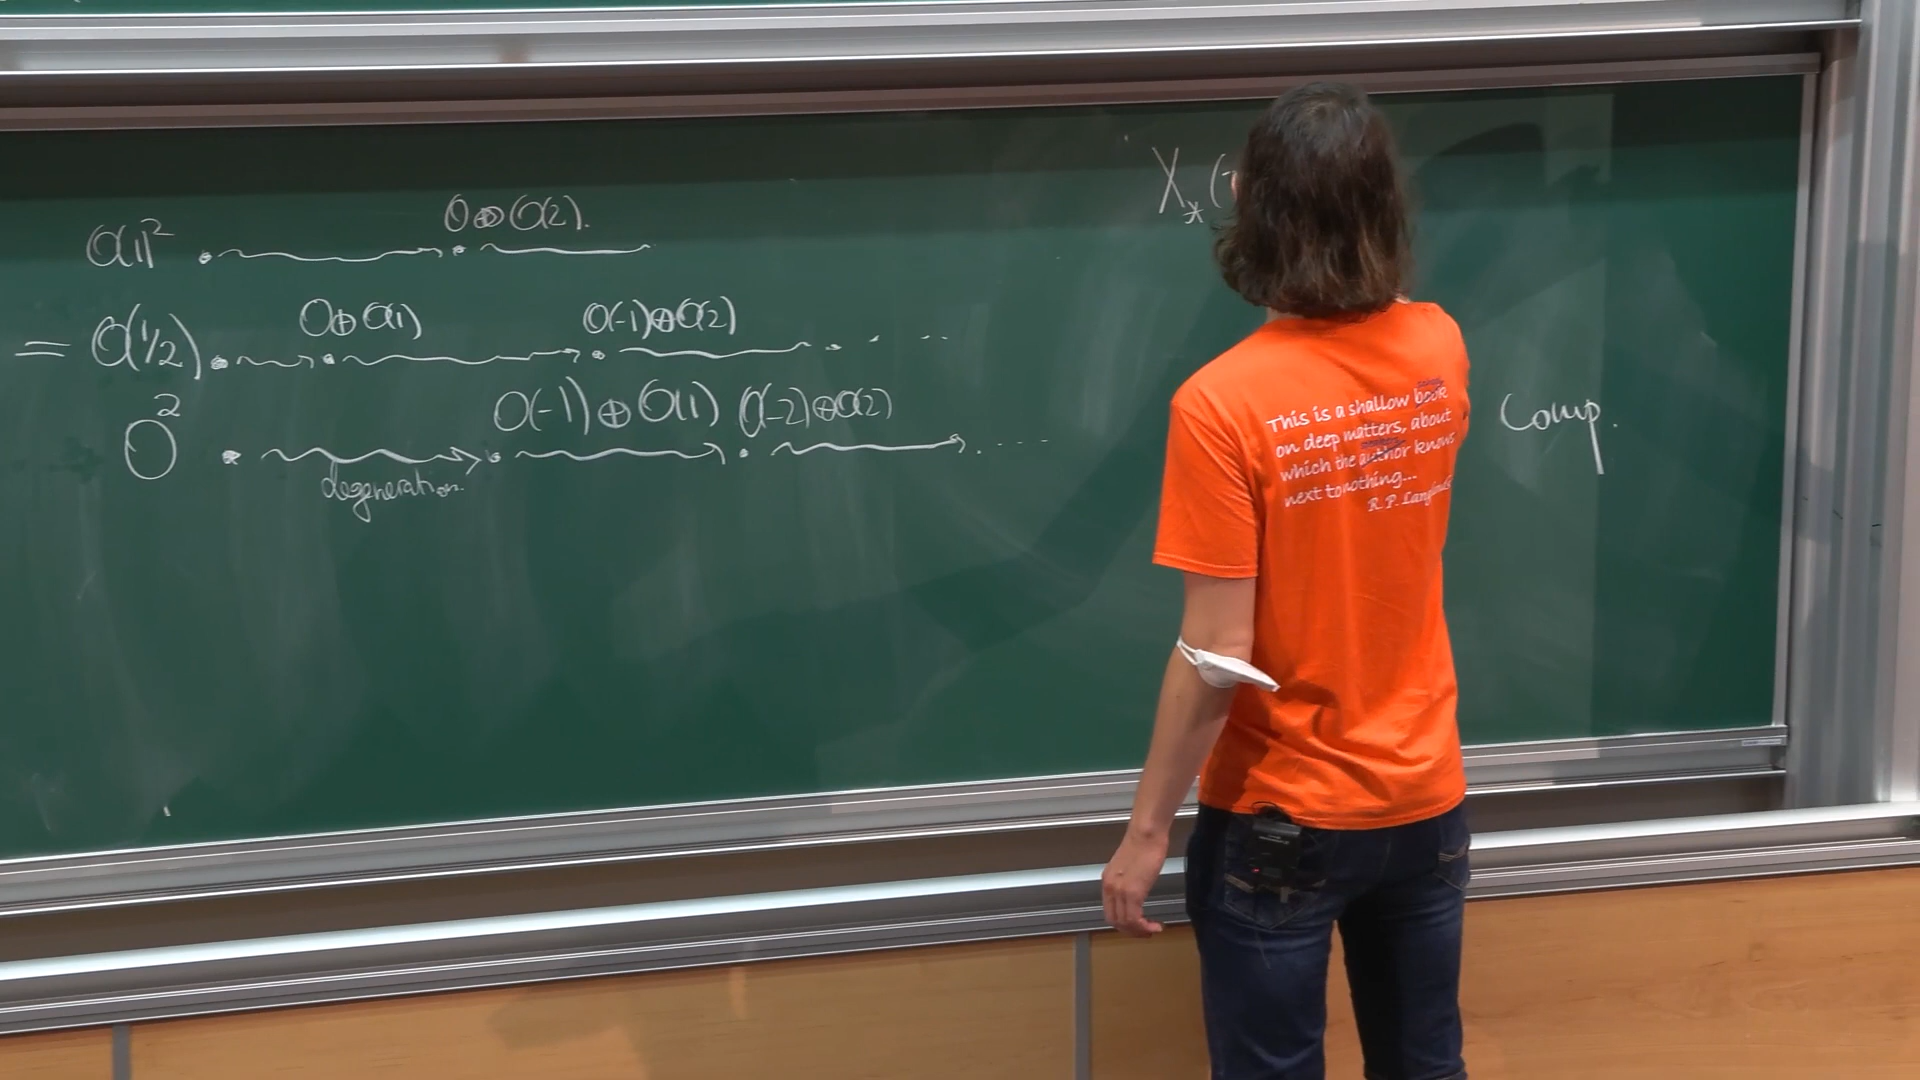 O(1)² . O⊕O(2).
= O(1/2) . O⊕O(1) . O(-1)⊕O(2) . . ..
O² . degeneration. O(-1)⊕O(1) . O(-2)⊕O(2) . ....
X_* (
Comp.
This is a shallow book
on deep matters, about
which the author knows
next to nothing...
R. P. Langlands